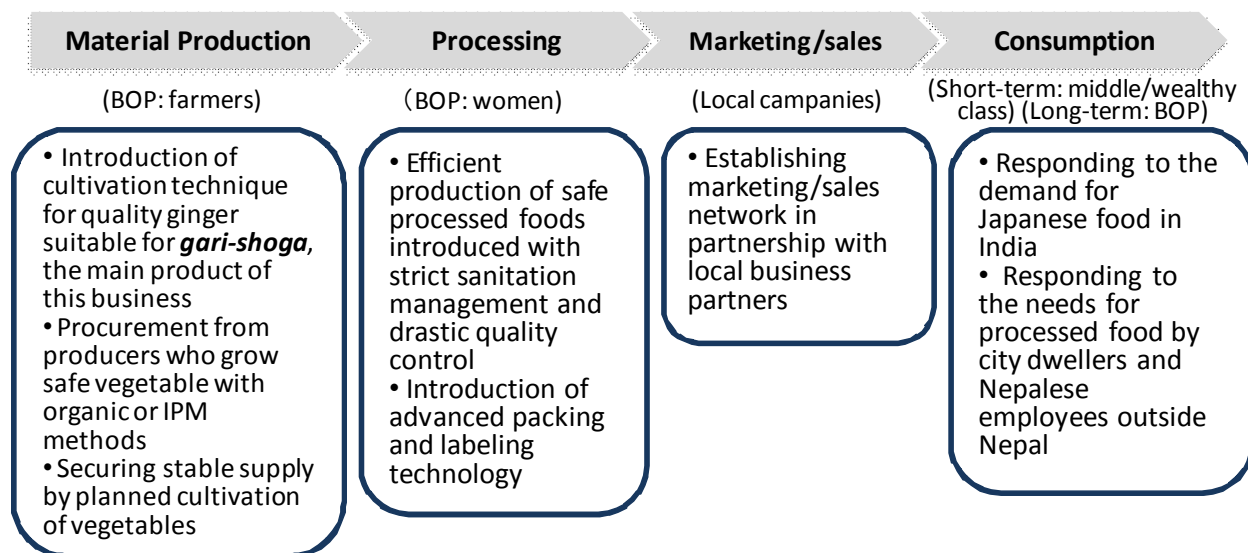 Material Production
Processing
Marketing/sales
Consumption
(BOP: farmers)
（BOP: women)
(Local companies)
(Short-term: middle/wealthy
class) (Long-term: BOP)
• Introduction of
cultivation technique
for quality ginger
suitable for gari-shoga,
the main product of
this business
• Procurement from
producers who grow
safe vegetable with
organic or IPM
methods
• Securing stable supply
by planned cultivation
of vegetables
• Efficient
production of safe
processed foods
introduced with
strict sanitation
management and
drastic quality
control
• Introduction of
advanced packing
and labeling
technology
• Establishing
marketing/sales
network in
partnership with
local business
partners
• Responding to the
demand for
Japanese food in
India
• Responding to
the needs for
processed food by
city dwellers and
Nepalese
employees outside
Nepal